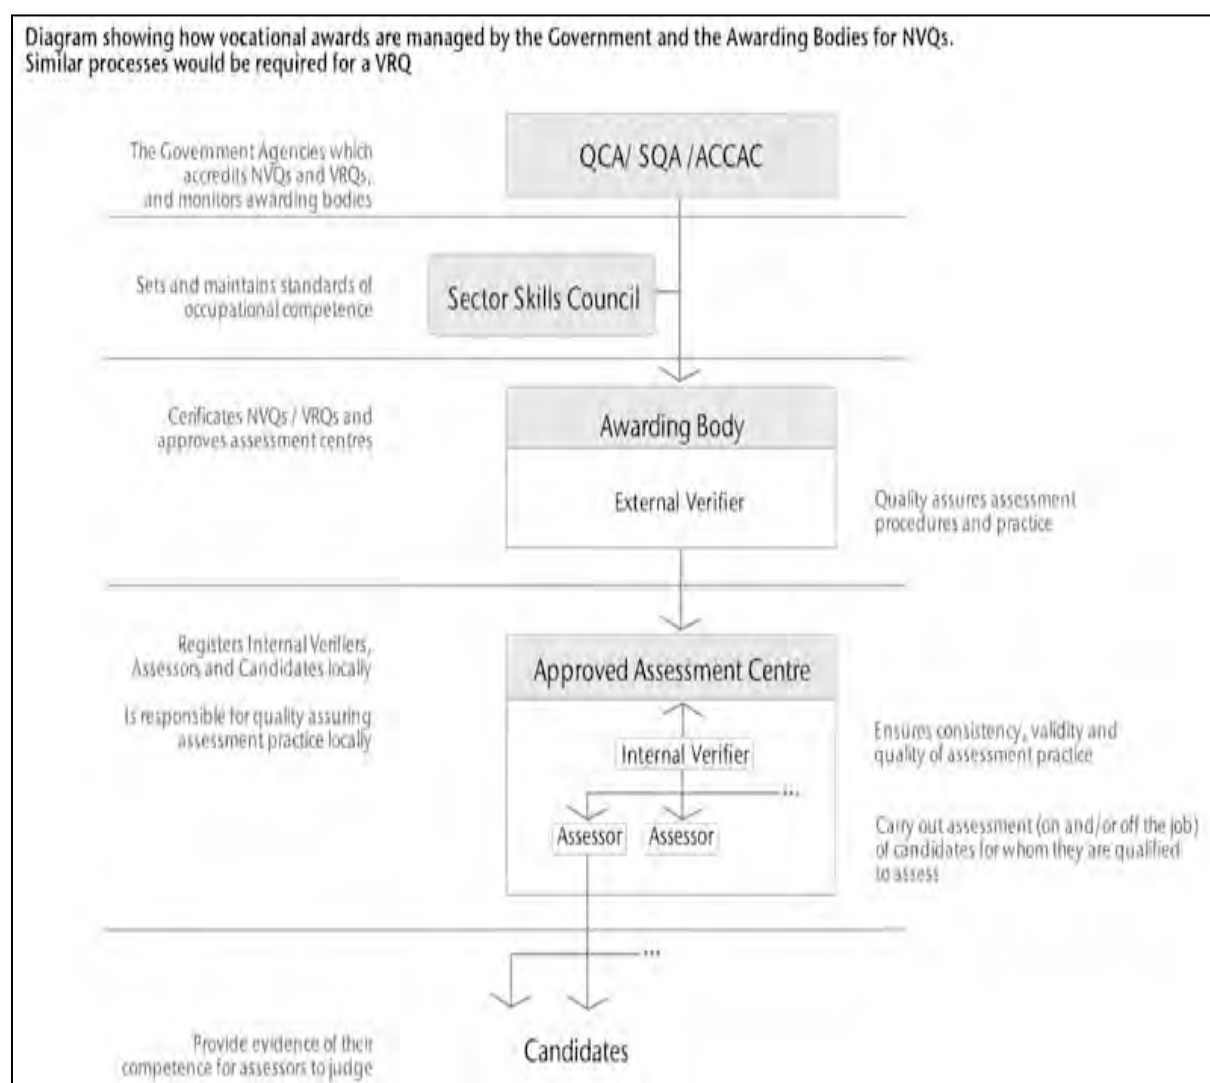 Diagram showing how vocational awards are managed by the Government and the Awarding Bodies for NVQs.
Similar processes would be required for a VRQ
The Government Agencies which
accredits NVQs and VRQs,
and monitors awarding bodies
QCA/ SQA /ACCAC
Sets and maintains standards of
occupational competence
Sector Skills Council
Cerificates NVQs / VRQs and
approves assessment centres
Awarding Body
External Verifier
Quality assures assessment
procedures and practice
Registers Internal Verifiers,
Assessors and Candidates locally
Is responsible for quality assuring
assessment practice locally
Approved Assessment Centre
Internal Verifier
...
Assessor Assessor
Ensures consistency, validity and
quality of assessment practice
Carry out assessment (on and/or off the job)
of candidates for whom they are qualified
to assess
...
Provide evidence of their
competence for assessors to judge
Candidates